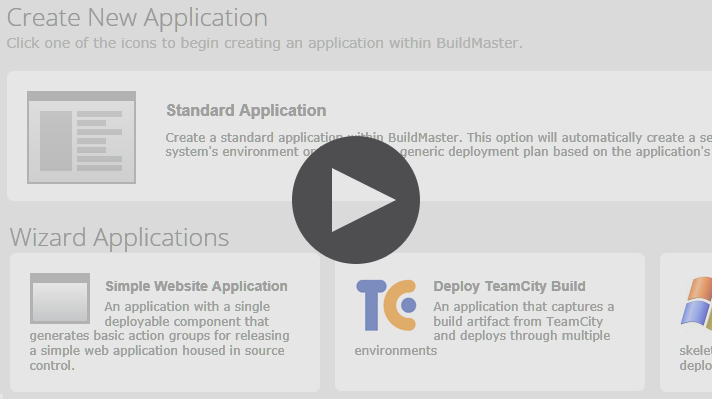 Create New Application
Click one of the icons to begin creating an application within BuildMaster.
Standard Application
Create a standard application within BuildMaster. This option will automatically create a se
system's environment generic deployment plan based on the application's
Wizard Applications
Simple Website Application
An application with a single
deployable component that
generates basic action groups for releasing
a simple web application housed in source
control.
TC
Deploy TeamCity Build
An application that captures a
build artifact from TeamCity
and deploys through multiple
environments
skelet
deplo